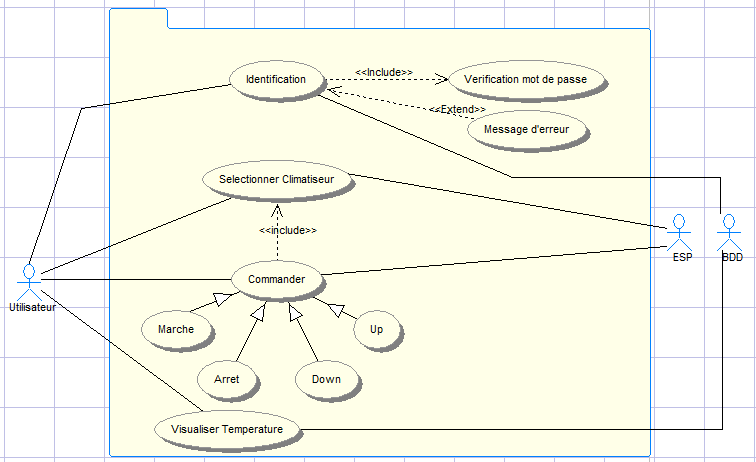 Identification
<<Include>>
Verification mot de passe
<<Extend>>
Message d'erreur
Selectionner Climatiseur
<<include>>
ESP
BDD
Commander
Utilisateur
Marche
Up
Arret
Down
Visualiser Temperature